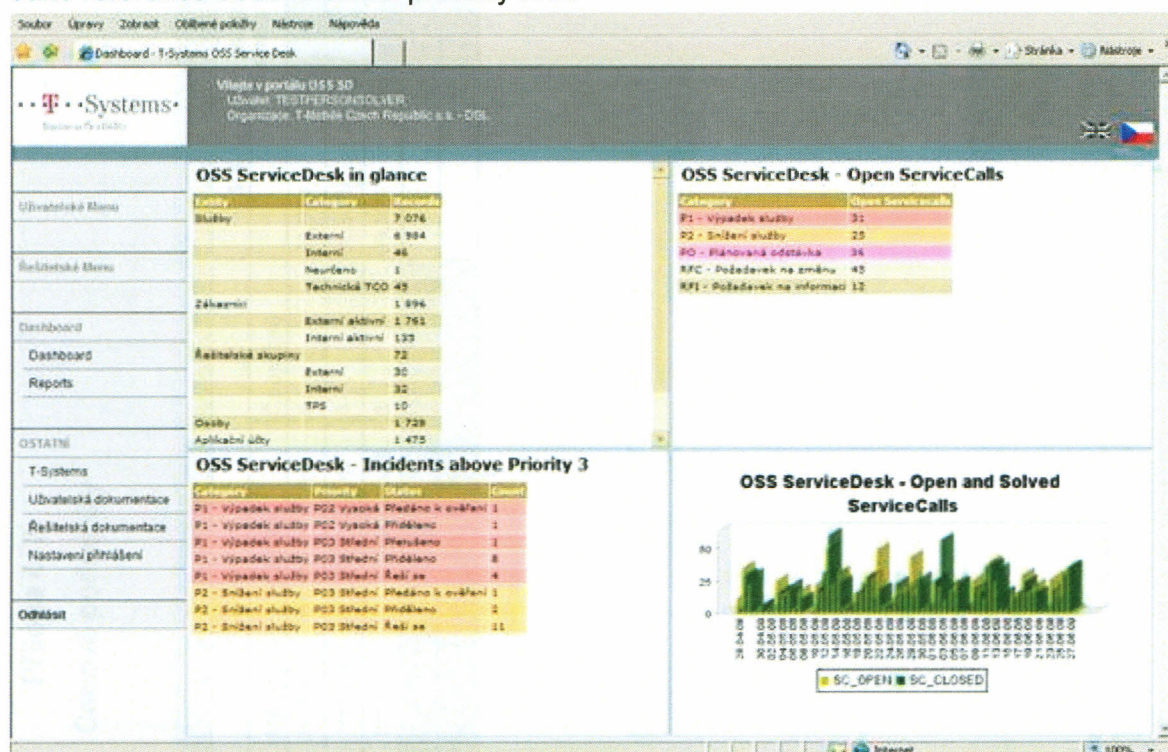 Soubor Úpravy Zobrazit Oblíbené položky Nástroje Nápověda
Dashboard - T-Systems OSS Service Desk
Stránka Nástroje
T Systems
Vítejte v portálu OSS SD
Uživatel: TESTPERSONSOLVER
Organizace: T-Mobile Czech Republic a.s. - OSL
Uživatelské Menu
Řešitelské Menu
Dashboard
Dashboard
Reports
OSTATNÍ
T-Systems
Uživatelská dokumentace
Řešitelská dokumentace
Nastavení přihlášení
Odhlásit
OSS ServiceDesk in glance
Entity Category Records
Služby 7 076
Externí 6 984
Interní 46
Neurčeno 1
Technická TCO 45
Zákazníci 1 896
Externí aktivní 1 761
Interní aktivní 135
Řešitelské skupiny 72
Externí 30
Interní 32
TPS 10
Osoby 1 729
Aplikační účty 1 475
OSS ServiceDesk - Open ServiceCalls
Category Open Servicecalls
P1 - Výpadek služby 31
P2 - Snížení služby 25
PO - Plánovaná odstávka 36
RFC - Požadavek na změnu 45
RFI - Požadavek na informaci 12
OSS ServiceDesk - Incidents above Priority 3
Category Priority Status Count
P1 - Výpadek služby P02 Vysoká Předáno k ověření 1
P1 - Výpadek služby P02 Vysoká Přiděleno 1
P1 - Výpadek služby P03 Střední Přerušeno 1
P1 - Výpadek služby P03 Střední Přiděleno 8
P1 - Výpadek služby P03 Střední Řeší se 4
P2 - Snížení služby P03 Střední Předáno k ověření 1
P2 - Snížení služby P03 Střední Přiděleno 2
P2 - Snížení služby P03 Střední Řeší se 11
OSS ServiceDesk - Open and Solved
ServiceCalls
50
25
0
SC_OPEN SC_CLOSED
Internet 100%